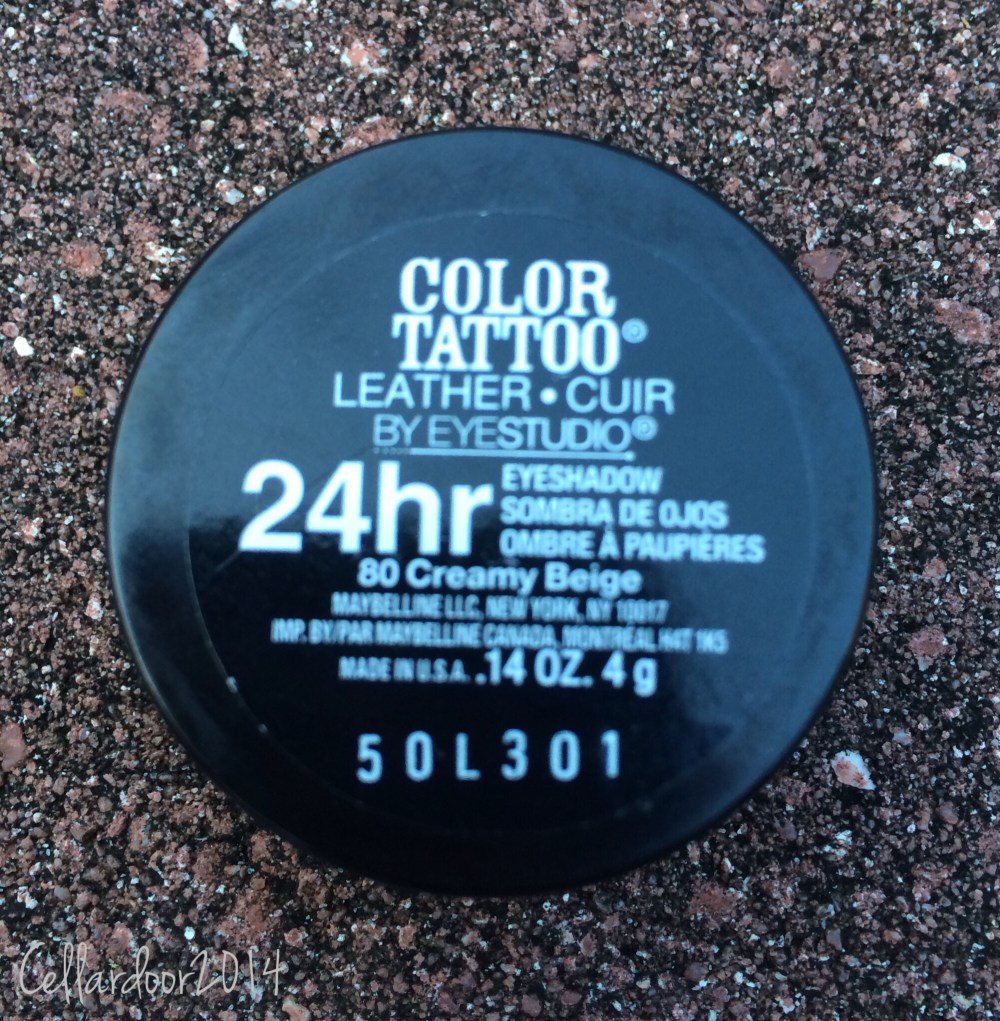 COLOR
TATTOO®
LEATHER • CUIR
BY EYESTUDIO®
24hr
EYESHADOW
SOMBRA DE OJOS
OMBRE À PAUPIÈRES
80 Creamy Beige
MAYBELLINE LLC, NEW YORK, NY 10017
IMP. BY/PAR MAYBELLINE CANADA, MONTRÉAL H4T 1K5
MADE IN U.S.A. .14 OZ. 4 g
50L301
Cellardoor2014